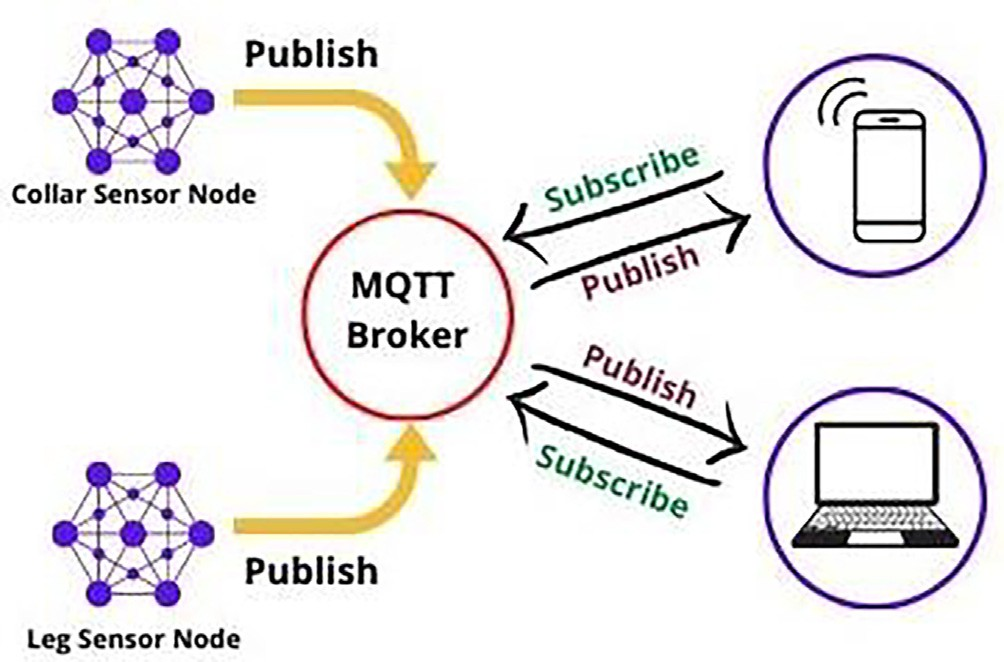 Publish
Collar Sensor Node
Subscribe
Publish
MQTT
Broker
Publish
Subscribe
Publish
Leg Sensor Node